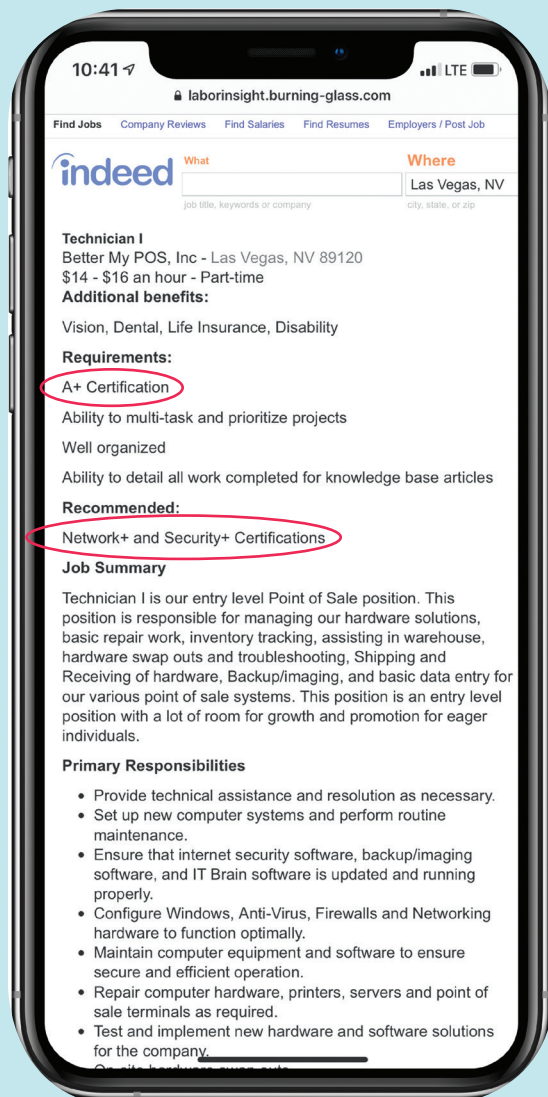 10:41
LTE
laborinsight.burning-glass.com
Find Jobs Company Reviews Find Salaries Find Resumes Employers / Post Job
indeed
What
Where
Las Vegas, NV
job title, keywords or company
city, state, or zip
Technician I
Better My POS, Inc - Las Vegas, NV 89120
$14 - $16 an hour - Part-time
Additional benefits:
Vision, Dental, Life Insurance, Disability
Requirements:
A+ Certification
Ability to multi-task and prioritize projects
Well organized
Ability to detail all work completed for knowledge base articles
Recommended:
Network+ and Security+ Certifications
Job Summary
Technician I is our entry level Point of Sale position. This
position is responsible for managing our hardware solutions,
basic repair work, inventory tracking, assisting in warehouse,
hardware swap outs and troubleshooting, Shipping and
Receiving of hardware, Backup/imaging, and basic data entry for
our various point of sale systems. This position is an entry level
position with a lot of room for growth and promotion for eager
individuals.
Primary Responsibilities
• Provide technical assistance and resolution as necessary.
• Set up new computer systems and perform routine
maintenance.
• Ensure that internet security software, backup/imaging
software, and IT Brain software is updated and running
properly.
• Configure Windows, Anti-Virus, Firewalls and Networking
hardware to function optimally.
• Maintain computer equipment and software to ensure
secure and efficient operation.
• Repair computer hardware, printers, servers and point of
sale terminals as required.
• Test and implement new hardware and software solutions
for the company.